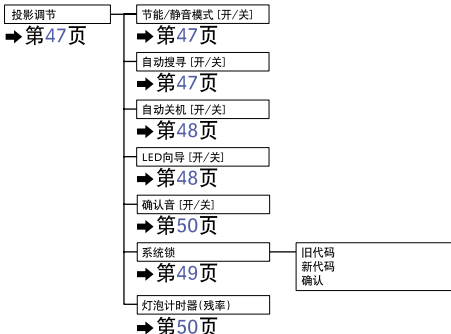 投影调节
➡第47页
节能/静音模式 [开/关]
➡第47页
自动搜寻 [开/关]
➡第47页
自动关机 [开/关]
➡第48页
LED向导 [开/关]
➡第48页
确认音 [开/关]
➡第50页
系统锁
➡第49页
旧代码
新代码
确认
灯泡计时器(残率)
➡第50页